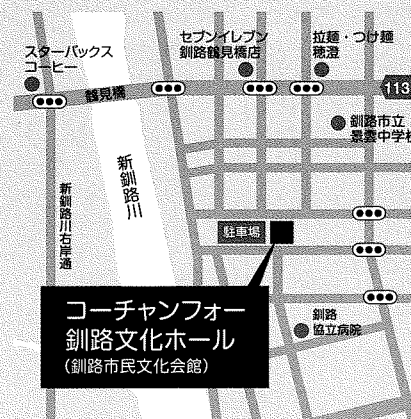 スターバックス
コーヒー
セブンイレブン
釧路鶴見橋店
拉麺・つけ麺
穂澄
鶴見橋
113
釧路市立
景雲中学校
新釧路川
新釧路川右岸通
駐車場
コーチャンフォー
釧路文化ホール
(釧路市民文化会館)
釧路
協立病院